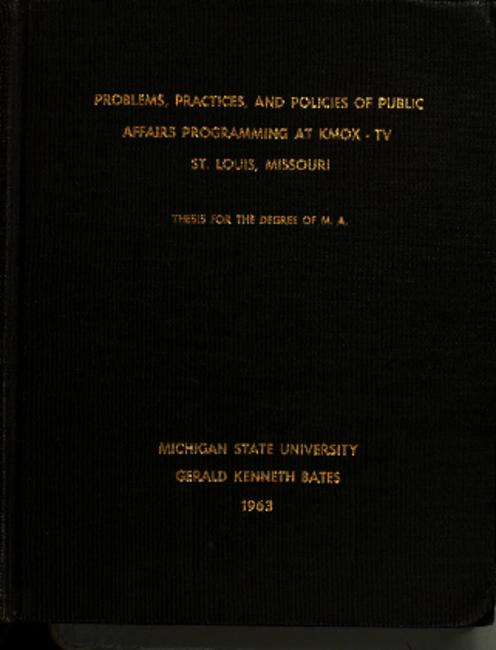 PROBLEMS, PRACTICES, AND POLICIES OF PUBLIC
AFFAIRS PROGRAMMING AT KMOX - TV
ST. LOUIS, MISSOURI
THESIS FOR THE DEGREE OF M. A.
MICHIGAN STATE UNIVERSITY
GERALD KENNETH BATES
1963